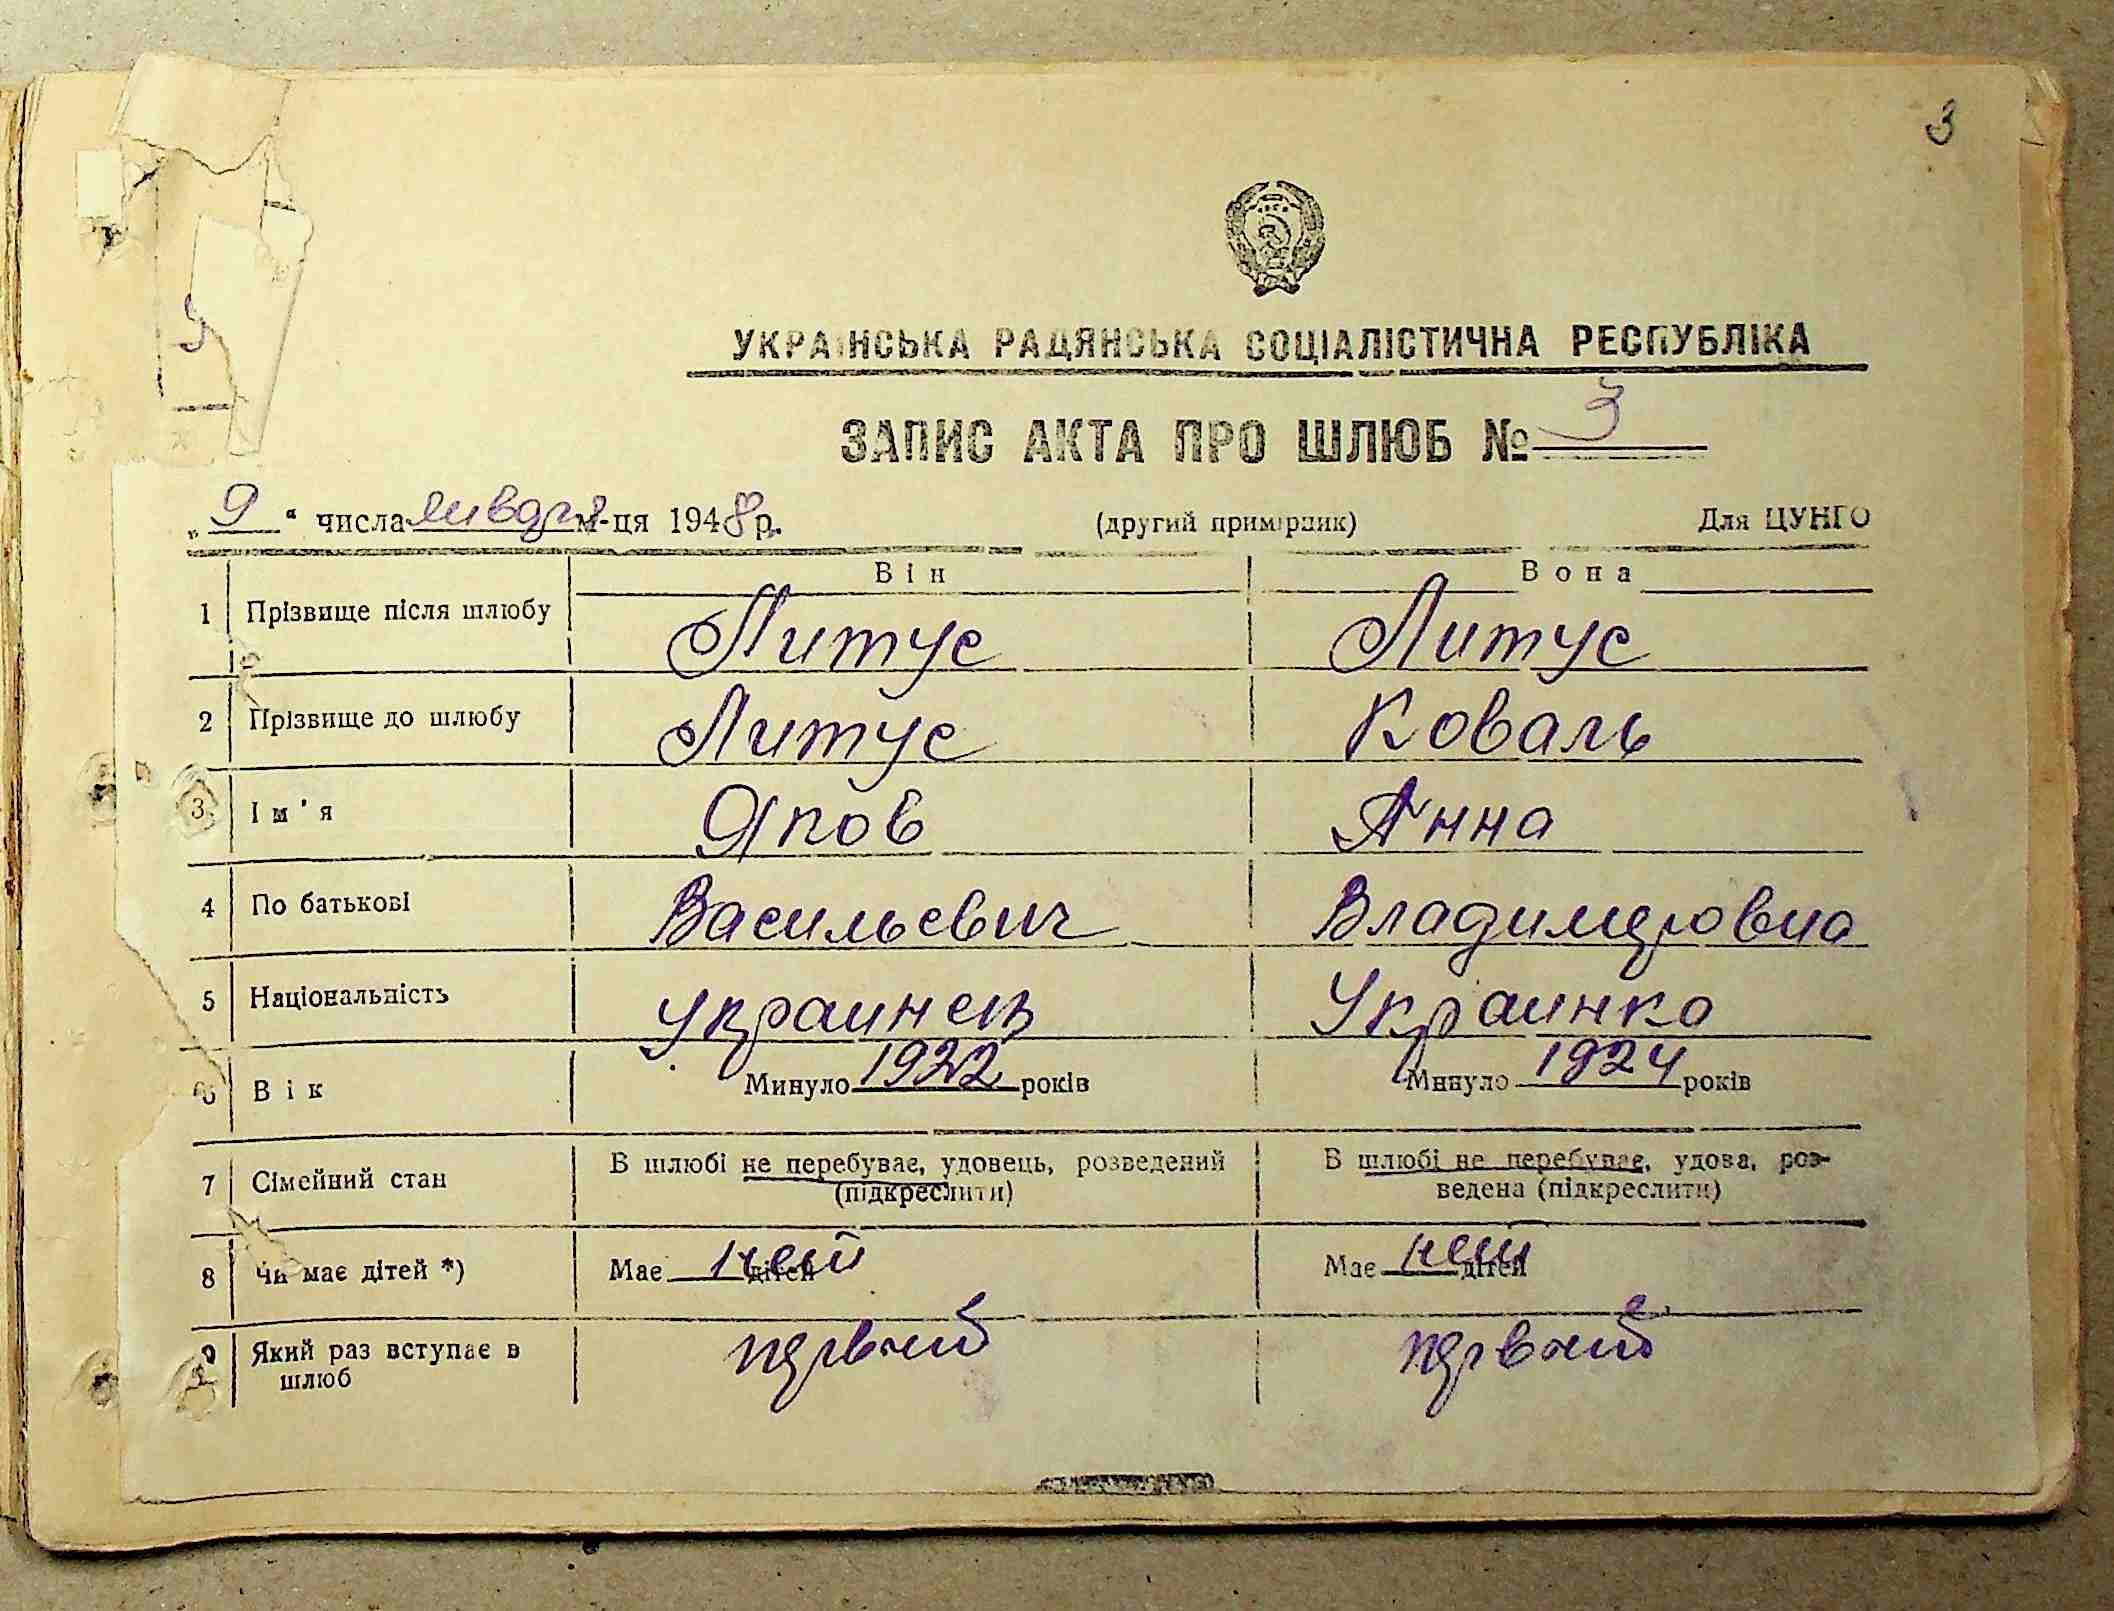 3
УКРАЇНСЬКА РАДЯНСЬКА СОЦІАЛІСТИЧНА РЕСПУБЛІКА
ЗАПИС АКТА ПРО ШЛЮБ № 3
„ 9 “ числа января м-ця 1948 р. (другий примірник) Для ЦУНГО
Він Вона
1 Прізвище після шлюбу Литус Литус
2 Прізвище до шлюбу Литус Коваль
3 Ім'я Яков Анна
4 По батькові Васильевич Владимировна
5 Національність Украинец Украинка
6 Вік Минуло 1922 років Минуло 1924 років
7 Сімейний стан В шлюбі не перебуває, удовець, розведений В шлюбі не перебуває, удова, роз-
(підкреслити) ведена (підкреслити)
8 Чи має дітей *) Має нет дітей Має нет дітей
9 Який раз вступає в первый первый
шлюб